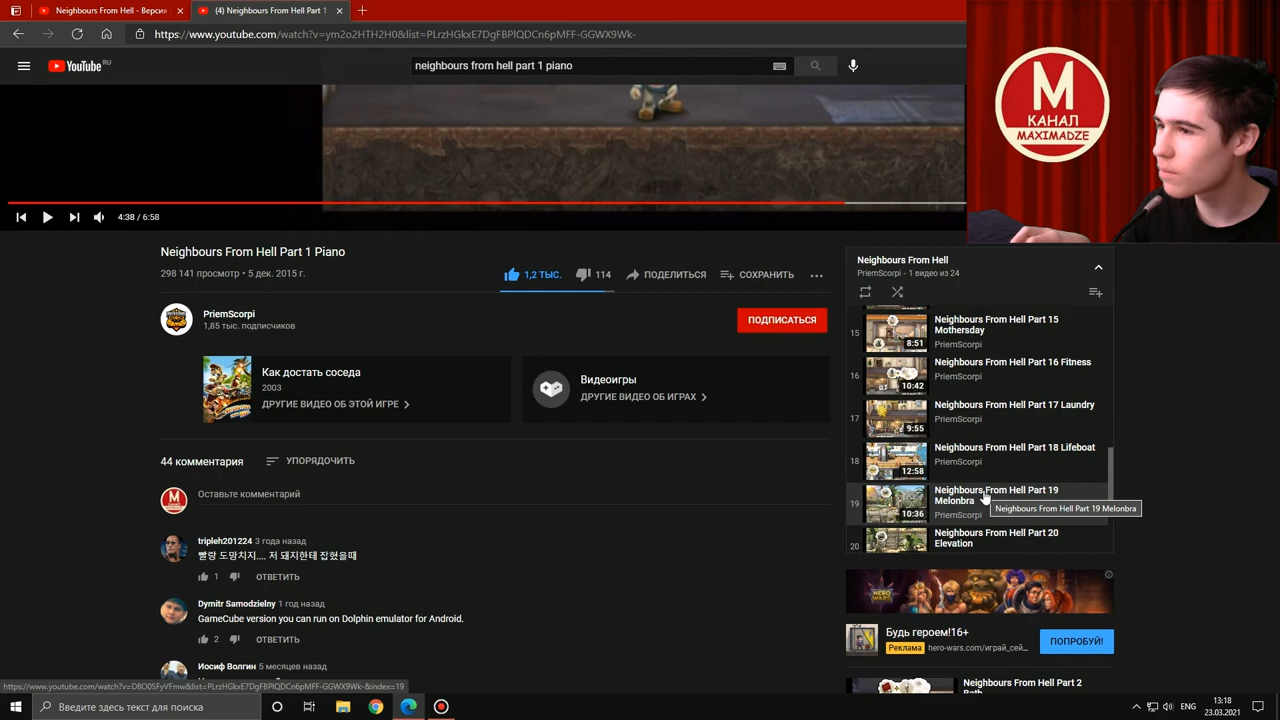 Neighbours From Hell - Версия
(4) Neighbours From Hell Part 1
https://www.youtube.com/watch?v=ym2o2HTH2H0&list=PLrzHGkxE7DgFBPlQDCn6pMFF-GGWX9Wk-
YouTube RU
neighbours from hell part 1 piano
М
КАНАЛ
MAXIMADZE
4:38 / 6:58
Neighbours From Hell Part 1 Piano
298 141 просмотр • 5 дек. 2015 г.
1,2 ТЫС.
114
ПОДЕЛИТЬСЯ
СОХРАНИТЬ
PriemScorpi
1,85 тыс. подписчиков
ПОДПИСАТЬСЯ
Как достать соседа
2003
ДРУГИЕ ВИДЕО ОБ ЭТОЙ ИГРЕ
Видеоигры
ДРУГИЕ ВИДЕО ОБ ИГРАХ
44 комментария
УПОРЯДОЧИТЬ
М
Оставьте комментарий
tripleh201224 3 года назад
빨랑 도망치지.... 저 돼지한테 잡혔을때
1
ОТВЕТИТЬ
Dymitr Samodzielny 1 год назад
GameCube version you can run on Dolphin emulator for Android.
2
ОТВЕТИТЬ
Иосиф Волгин 5 месяцев назад
https://www.youtube.com/watch?v=D8O05FyVFmw&list=PLrzHGkxE7DgFBPlQDCn6pMFF-GGWX9Wk-&index=19
Neighbours From Hell
PriemScorpi - 1 видео из 24
15
8:51
Neighbours From Hell Part 15
Mothersday
PriemScorpi
16
10:42
Neighbours From Hell Part 16 Fitness
PriemScorpi
17
9:55
Neighbours From Hell Part 17 Laundry
PriemScorpi
18
12:58
Neighbours From Hell Part 18 Lifeboat
PriemScorpi
19
10:36
Neighbours From Hell Part 19
Melonbra
PriemScorpi
Neighbours From Hell Part 19 Melonbra
20
Neighbours From Hell Part 20
Elevation
HERO WARS
Будь героем!16+
Реклама hero-wars.com/играй_сей...
ПОПРОБУЙ!
Neighbours From Hell Part 2
Bath
Введите здесь текст для поиска
ENG
13:18
23.03.2021